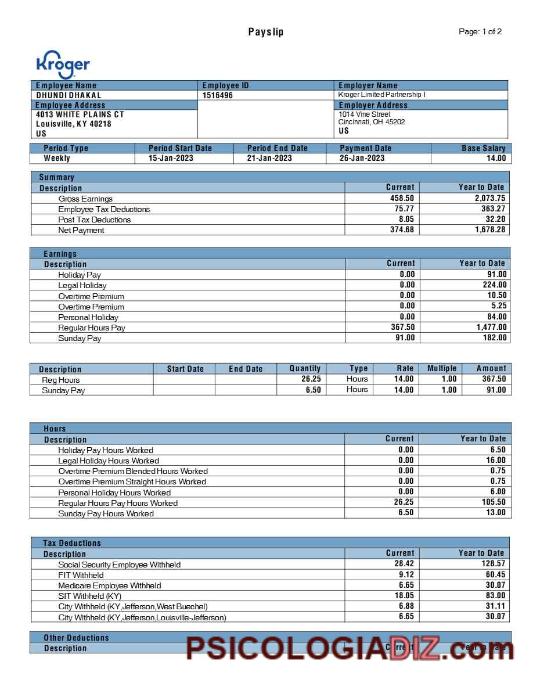 Payslip
Page: 1 of 2
Kroger
Employee Name Employee ID Employer Name
DHUNDI DHAKAL 1516496 Kroger Limited Partnership I
Employee Address Employer Address
4013 WHITE PLAINS CT 1014 Vine Street
Louisville, KY 40218 Cincinnati, OH 45202
US US
Period Type Period Start Date Period End Date Payment Date Base Salary
Weekly 15-Jan-2023 21-Jan-2023 26-Jan-2023 14.00
Summary
Description Current Year to Date
Gross Earnings 458.50 2,073.75
Employee Tax Deductions 75.77 363.27
Post Tax Deductions 8.05 32.20
Net Payment 374.68 1,678.28
Earnings
Description Current Year to Date
Holiday Pay 0.00 91.00
Legal Holiday 0.00 224.00
Overtime Premium 0.00 10.50
Overtime Premium 0.00 5.25
Personal Holiday 0.00 84.00
Regular Hours Pay 367.50 1,477.00
Sunday Pay 91.00 182.00
Description Start Date End Date Quantity Type Rate Multiple Amount
Reg Hours 26.25 Hours 14.00 1.00 367.50
Sunday Pay 6.50 Hours 14.00 1.00 91.00
Hours
Description Current Year to Date
Holiday Pay Hours Worked 0.00 6.50
Legal Holiday Hours Worked 0.00 16.00
Overtime Premium Blended Hours Worked 0.00 0.75
Overtime Premium Straight Hours Worked 0.00 0.75
Personal Holiday Hours Worked 0.00 6.00
Regular Hours Pay Hours Worked 26.25 105.50
Sunday Pay Hours Worked 6.50 13.00
Tax Deductions
Description Current Year to Date
Social Security Employee Withheld 28.42 128.57
FIT Withheld 9.12 60.45
Medicare Employee Withheld 6.65 30.07
SIT Withheld (KY) 18.05 83.00
City Withheld (KY,Jefferson,West Buechel) 6.88 31.11
City Withheld (KY,Jefferson,Louisville-Jefferson) 6.65 30.07
Other Deductions
Description Current Year to Date
PSICOLOGIADIZ.com